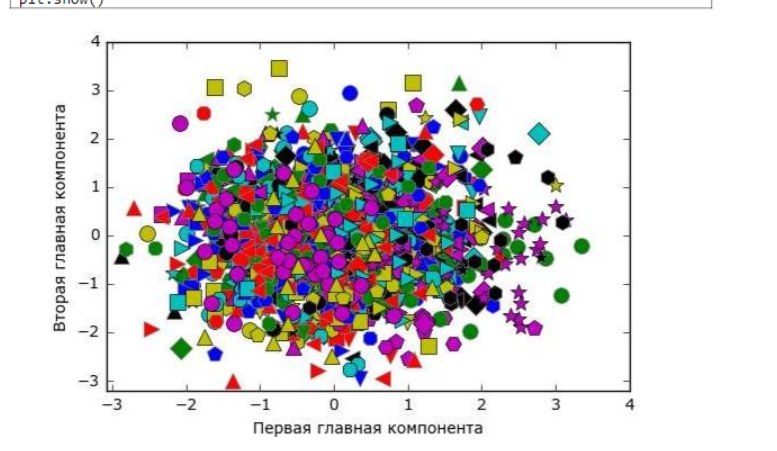 plt.show()
4
3
2
1
0
−1
−2
−3
−3 −2 −1 0 1 2 3 4
Вторая главная компонента
Первая главная компонента